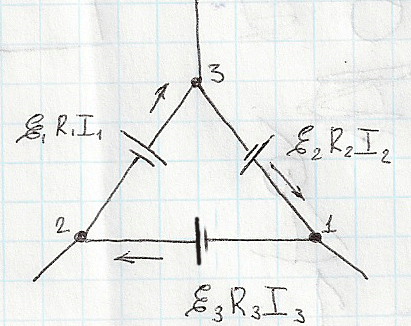 3
ℰ₁ R₁ I₁
ℰ₂ R₂ I₂
2
1
ℰ₃ R₃ I₃